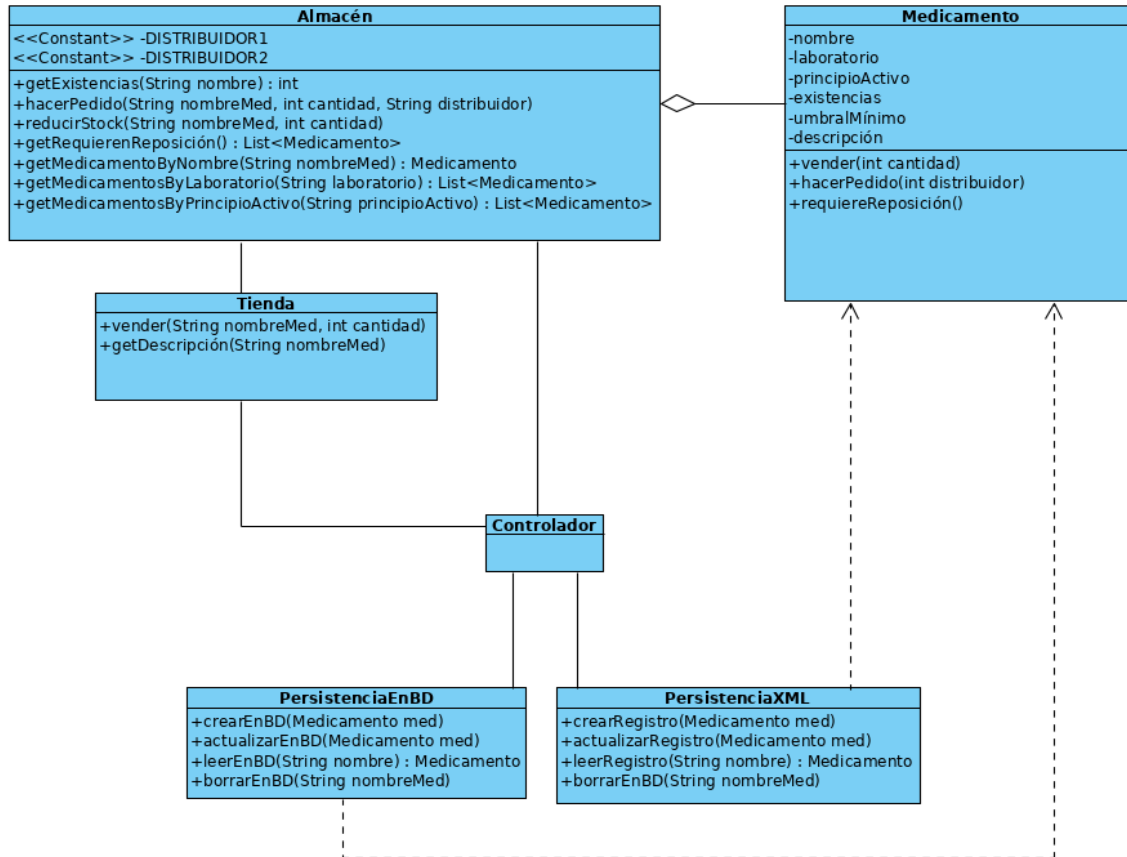 Almacén
<<Constant>> -DISTRIBUIDOR1
<<Constant>> -DISTRIBUIDOR2
+getExistencias(String nombre) : int
+hacerPedido(String nombreMed, int cantidad, String distribuidor)
+reducirStock(String nombreMed, int cantidad)
+getRequierenReposición() : List<Medicamento>
+getMedicamentoByNombre(String nombreMed) : Medicamento
+getMedicamentosByLaboratorio(String laboratorio) : List<Medicamento>
+getMedicamentosByPrincipioActivo(String principioActivo) : List<Medicamento>
Medicamento
-nombre
-laboratorio
-principioActivo
-existencias
-umbralMínimo
-descripción
+vender(int cantidad)
+hacerPedido(int distribuidor)
+requiereReposición()
Tienda
+vender(String nombreMed, int cantidad)
+getDescripción(String nombreMed)
Controlador
PersistenciaEnBD
+crearEnBD(Medicamento med)
+actualizarEnBD(Medicamento med)
+leerEnBD(String nombre) : Medicamento
+borrarEnBD(String nombreMed)
PersistenciaXML
+crearRegistro(Medicamento med)
+actualizarRegistro(Medicamento med)
+leerRegistro(String nombre) : Medicamento
+borrarEnBD(String nombreMed)